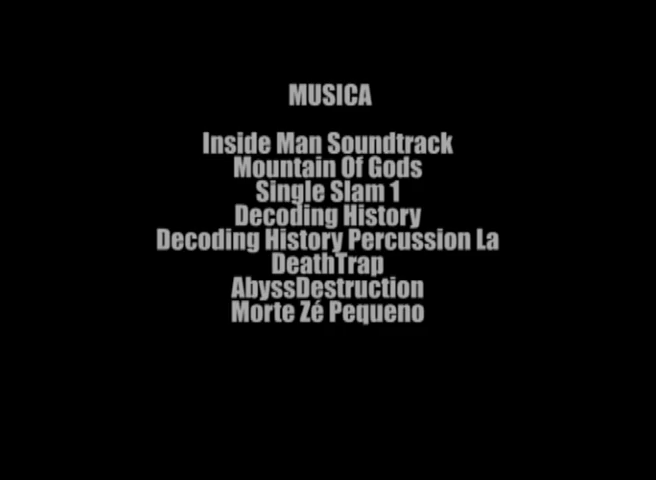 MUSICA
Inside Man Soundtrack
Mountain Of Gods
Single Slam 1
Decoding History
Decoding History Percussion La
DeathTrap
AbyssDestruction
Morte Zé Pequeno